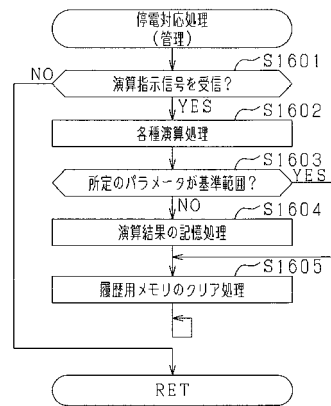 停電対応処理
(管理)
S1601
NO
演算指示信号を受信?
YES
S1602
各種演算処理
S1603
所定のパラメータが基準範囲?
YES
NO
S1604
演算結果の記憶処理
S1605
履歴用メモリのクリア処理
RET